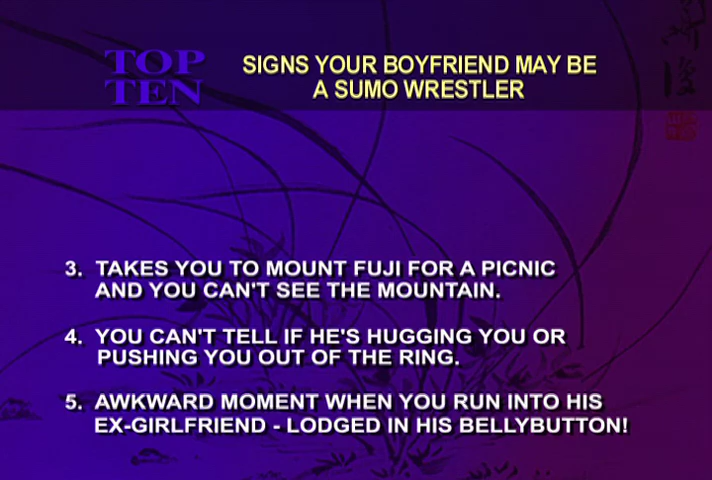 TOP
TEN
SIGNS YOUR BOYFRIEND MAY BE
A SUMO WRESTLER
3. TAKES YOU TO MOUNT FUJI FOR A PICNIC
AND YOU CAN'T SEE THE MOUNTAIN.
4. YOU CAN'T TELL IF HE'S HUGGING YOU OR
PUSHING YOU OUT OF THE RING.
5. AWKWARD MOMENT WHEN YOU RUN INTO HIS
EX-GIRLFRIEND - LODGED IN HIS BELLYBUTTON!